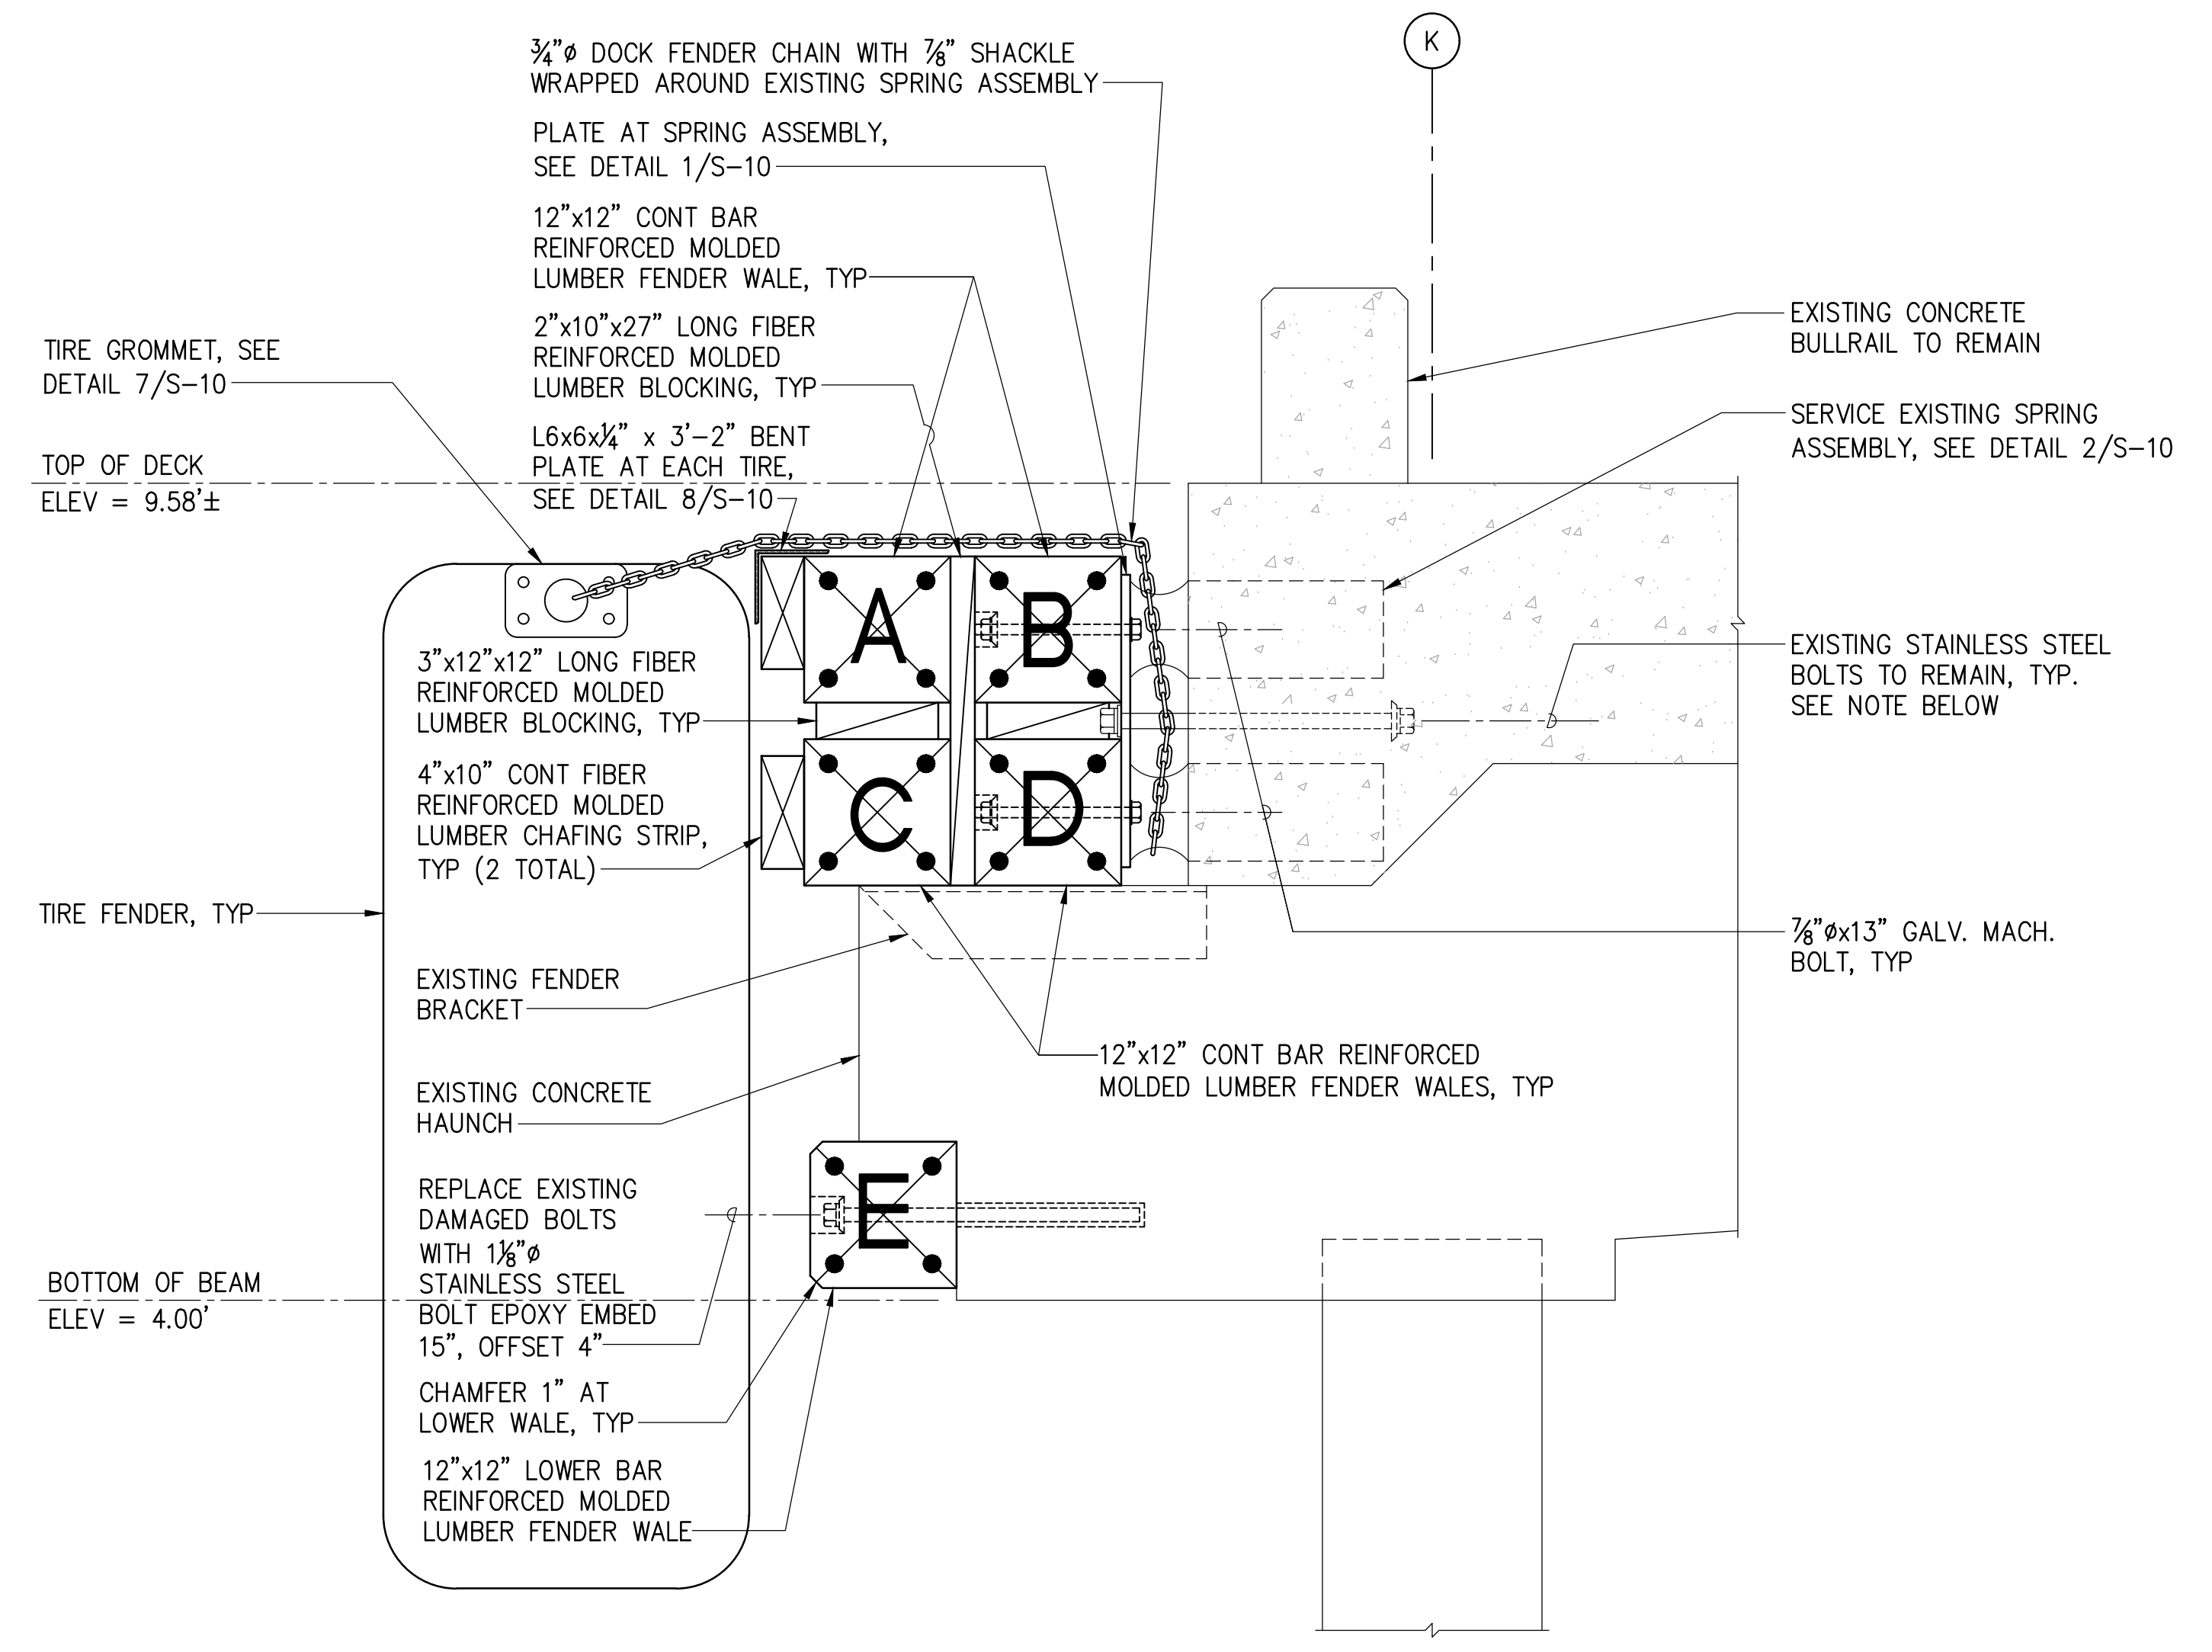 K
¾"ø DOCK FENDER CHAIN WITH ⅞" SHACKLE
WRAPPED AROUND EXISTING SPRING ASSEMBLY
PLATE AT SPRING ASSEMBLY,
SEE DETAIL 1/S-10
12"x12" CONT BAR
REINFORCED MOLDED
LUMBER FENDER WALE, TYP
2"x10"x27" LONG FIBER
REINFORCED MOLDED
LUMBER BLOCKING, TYP
L6x6x¼" x 3'-2" BENT
PLATE AT EACH TIRE,
SEE DETAIL 8/S-10
TIRE GROMMET, SEE
DETAIL 7/S-10
TOP OF DECK
ELEV = 9.58'±
EXISTING CONCRETE
BULLRAIL TO REMAIN
SERVICE EXISTING SPRING
ASSEMBLY, SEE DETAIL 2/S-10
EXISTING STAINLESS STEEL
BOLTS TO REMAIN, TYP.
SEE NOTE BELOW
⅞"øx13" GALV. MACH.
BOLT, TYP
A
B
C
D
E
3"x12"x12" LONG FIBER
REINFORCED MOLDED
LUMBER BLOCKING, TYP
4"x10" CONT FIBER
REINFORCED MOLDED
LUMBER CHAFING STRIP,
TYP (2 TOTAL)
TIRE FENDER, TYP
EXISTING FENDER
BRACKET
EXISTING CONCRETE
HAUNCH
12"x12" CONT BAR REINFORCED
MOLDED LUMBER FENDER WALES, TYP
REPLACE EXISTING
DAMAGED BOLTS
WITH 1⅛"ø
STAINLESS STEEL
BOLT EPOXY EMBED
15", OFFSET 4"
BOTTOM OF BEAM
ELEV = 4.00'
CHAMFER 1" AT
LOWER WALE, TYP
12"x12" LOWER BAR
REINFORCED MOLDED
LUMBER FENDER WALE